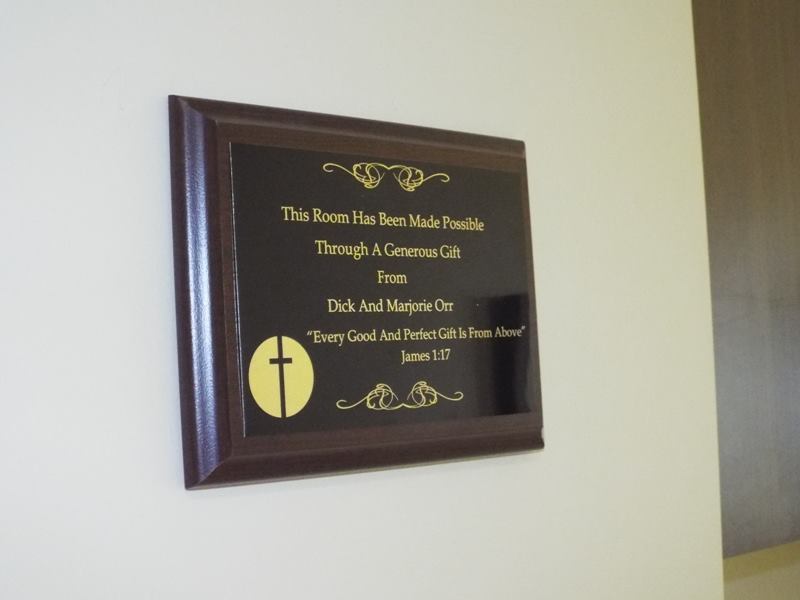 This Room Has Been Made Possible
Through A Generous Gift
From
Dick And Marjorie Orr
"Every Good And Perfect Gift Is From Above"
James 1:17